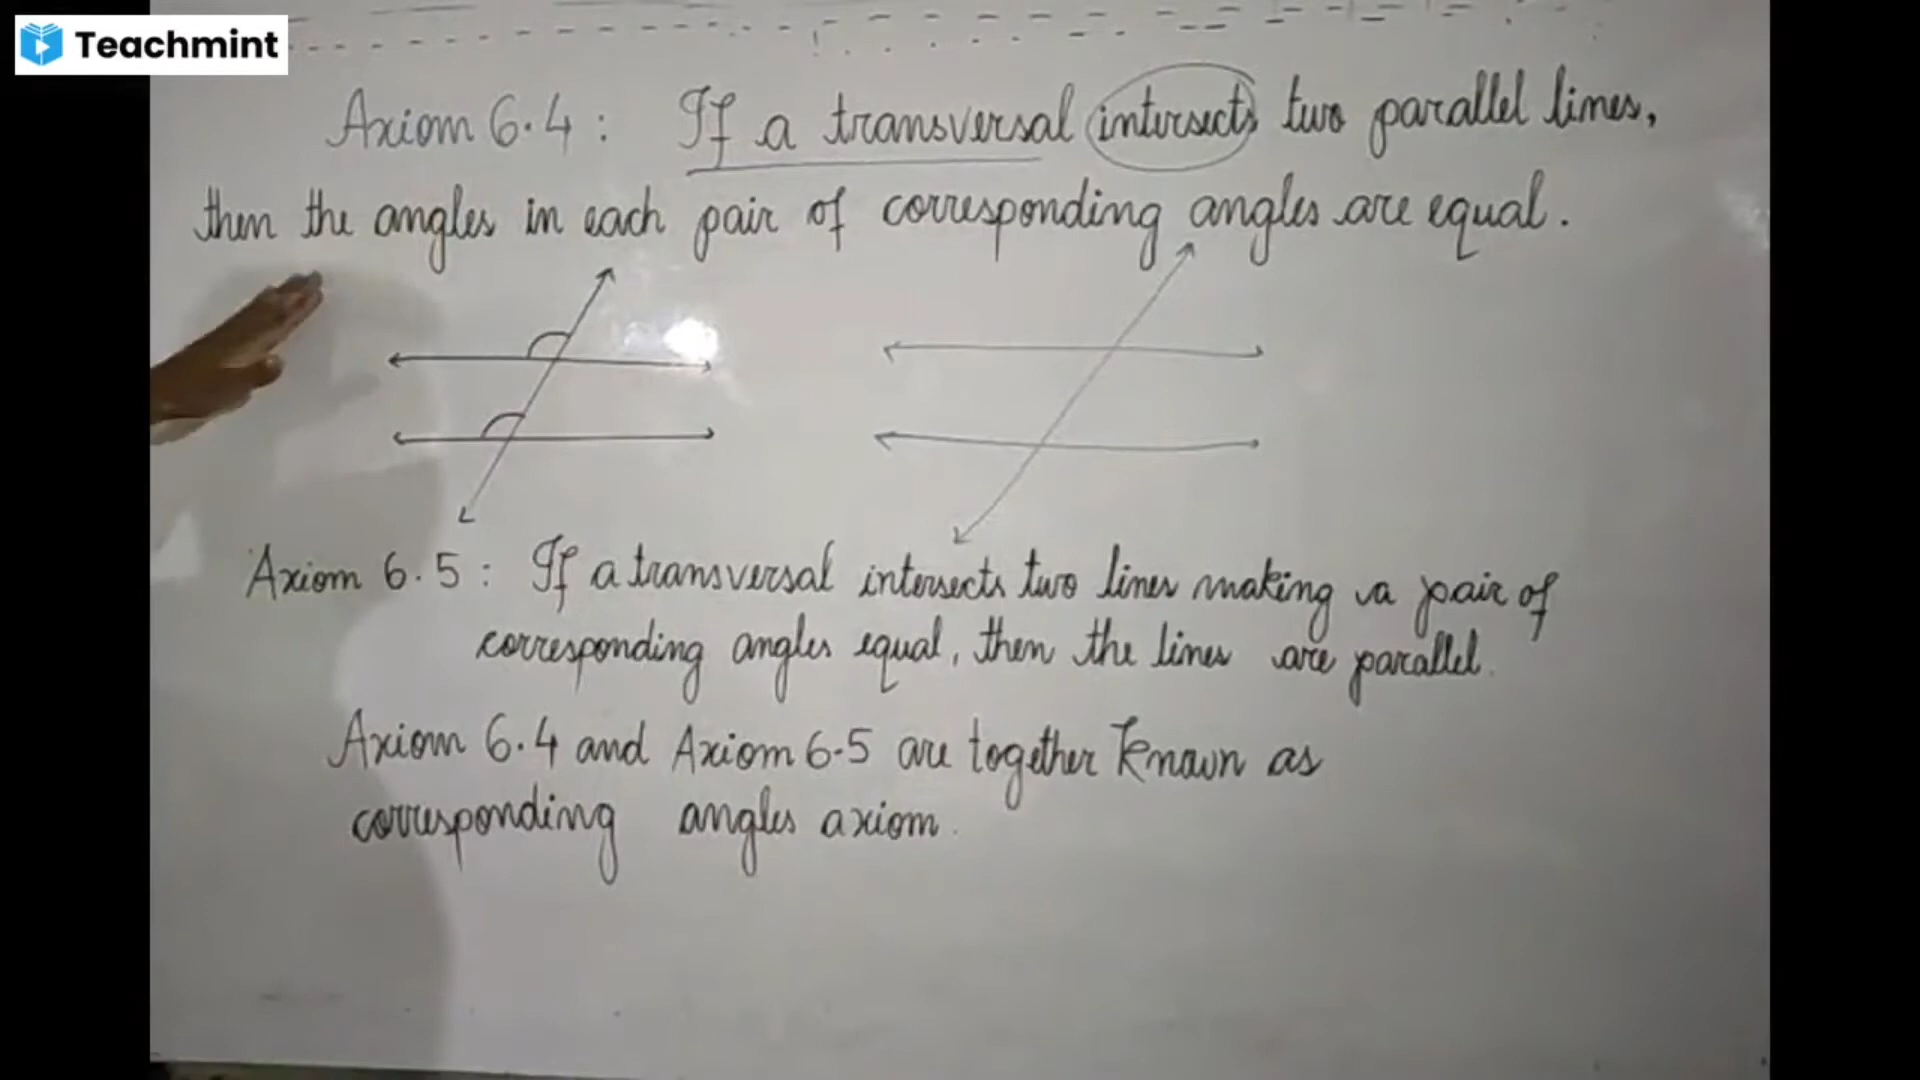 Teachmint
Axiom 6.4 : If a transversal intersects two parallel lines,
then the angles in each pair of corresponding angles are equal.
Axiom 6.5 : If a transversal intersects two lines making a pair of
corresponding angles equal, then the lines are parallel.
Axiom 6.4 and Axiom 6.5 are together known as
corresponding angles axiom.